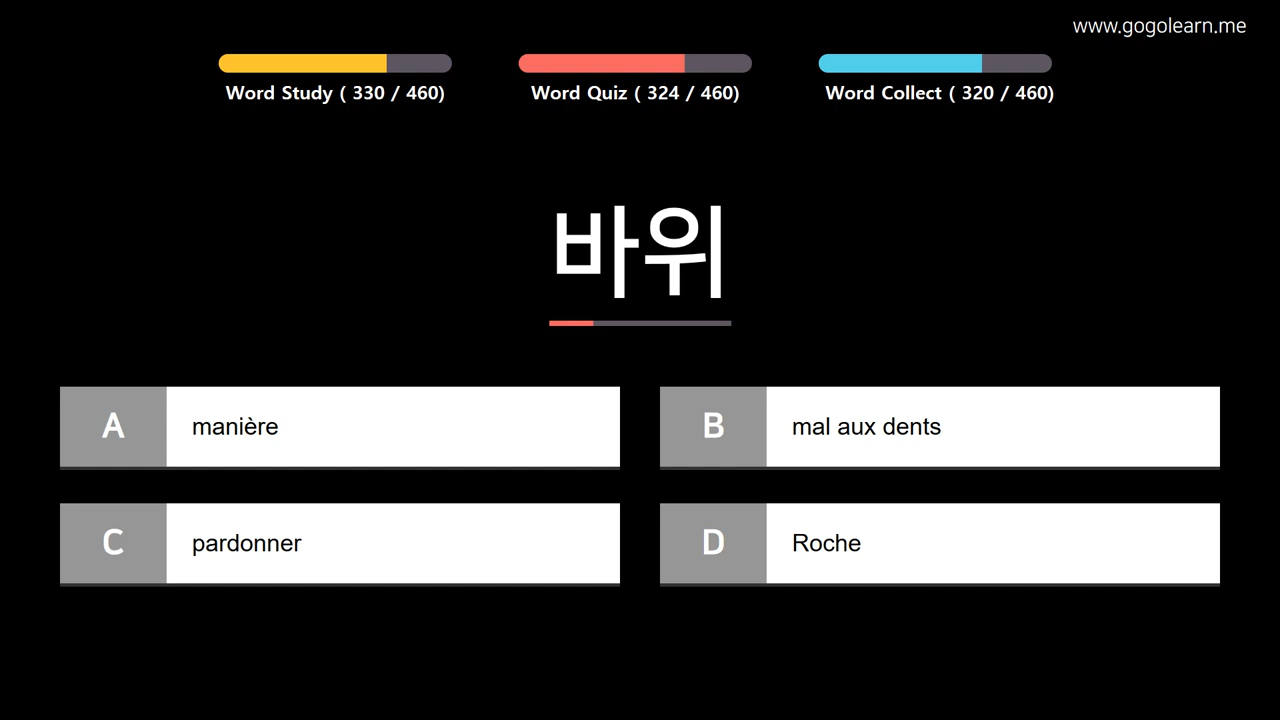 www.gogolearn.me
Word Study ( 330 / 460)
Word Quiz ( 324 / 460)
Word Collect ( 320 / 460)
바위
A manière
B mal aux dents
C pardonner
D Roche